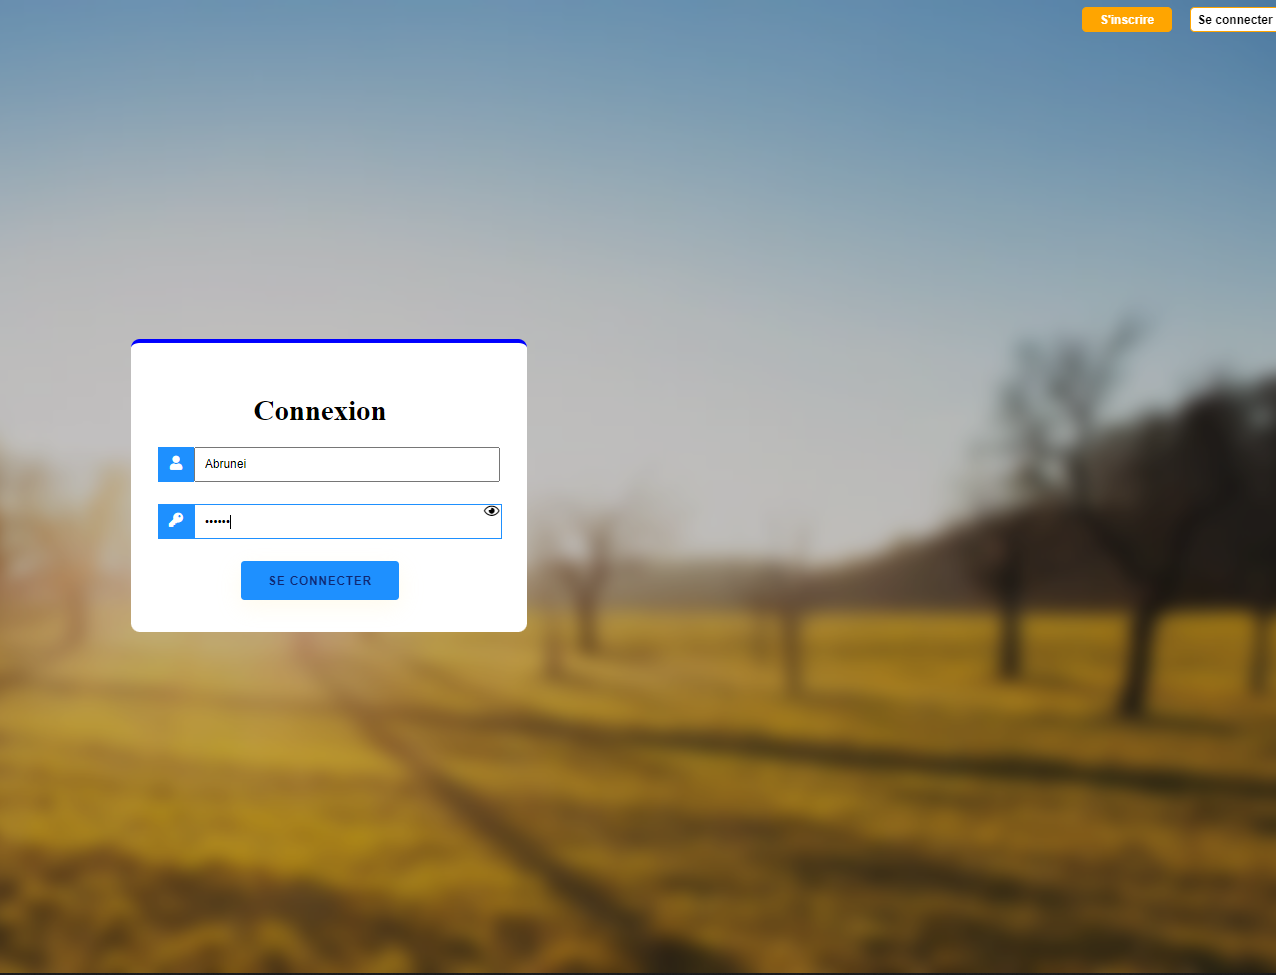 S'inscrire
Se connecter
Connexion
Abrunei
••••••
SE CONNECTER